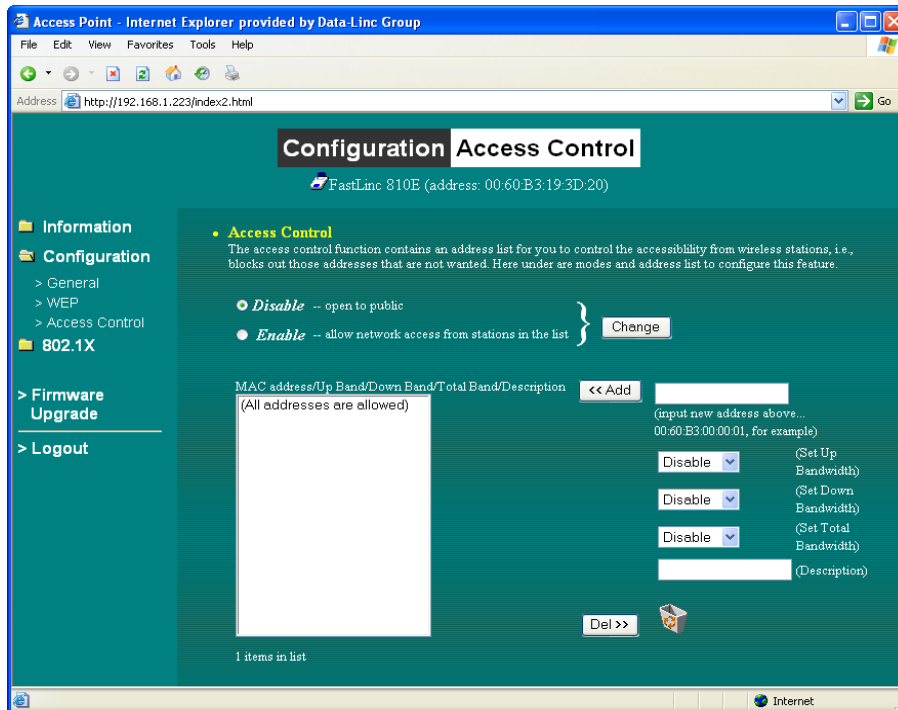 Access Point - Internet Explorer provided by Data-Linc Group
File Edit View Favorites Tools Help
Address http://192.168.1.223/index2.html Go
Configuration Access Control
FastLinc 810E (address: 00:60:B3:19:3D:20)
Information
Configuration
> General
> WEP
> Access Control
802.1X
> Firmware
Upgrade
> Logout
Access Control
The access control function contains an address list for you to control the accessiblility from wireless stations, i.e.,
blocks out those addresses that are not wanted. Here under are modes and address list to configure this feature.
Disable -- open to public
Enable -- allow network access from stations in the list
Change
MAC address/Up Band/Down Band/Total Band/Description
(All addresses are allowed)
<< Add
(input new address above...
00:60:B3:00:00:01, for example)
Disable (Set Up
Bandwidth)
Disable (Set Down
Bandwidth)
Disable (Set Total
Bandwidth)
(Description)
Del >>
1 items in list
Internet